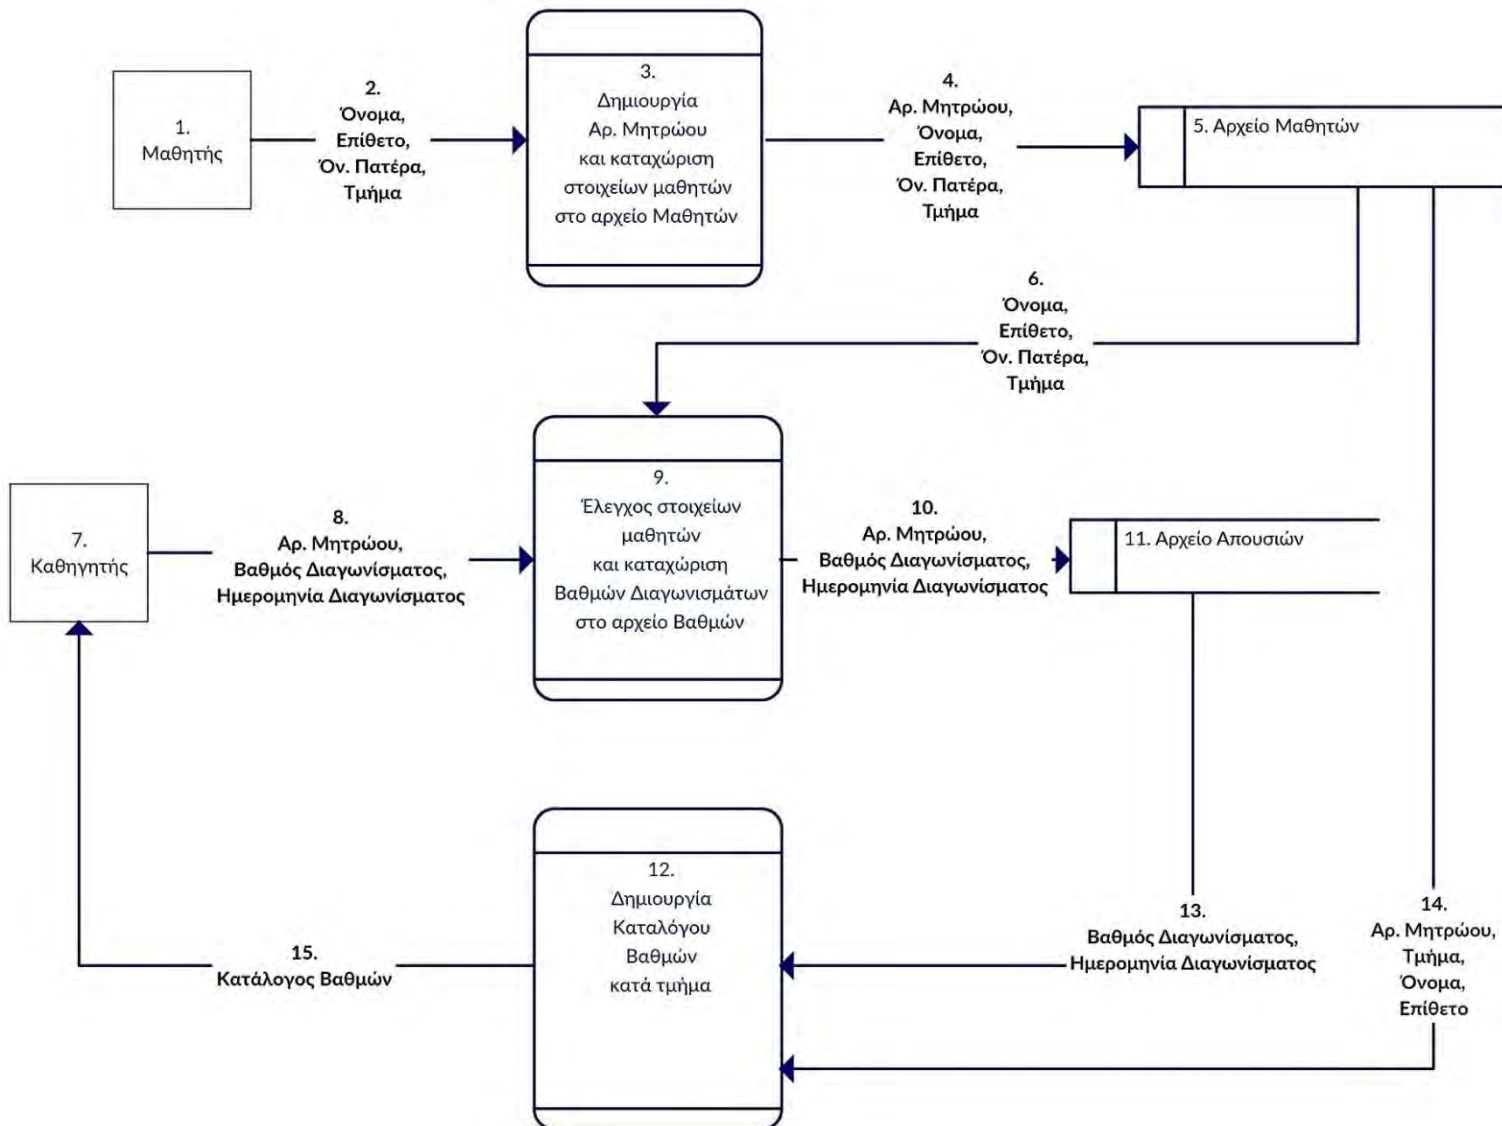 1.
Μαθητής
2.
Όνομα,
Επίθετο,
Όν. Πατέρα,
Τμήμα
3.
Δημιουργία
Αρ. Μητρώου
και καταχώριση
στοιχείων μαθητών
στο αρχείο Μαθητών
4.
Αρ. Μητρώου,
Όνομα,
Επίθετο,
Όν. Πατέρα,
Τμήμα
5. Αρχείο Μαθητών
6.
Όνομα,
Επίθετο,
Όν. Πατέρα,
Τμήμα
7.
Καθηγητής
8.
Αρ. Μητρώου,
Βαθμός Διαγωνίσματος,
Ημερομηνία Διαγωνίσματος
9.
Έλεγχος στοιχείων
μαθητών
και καταχώριση
Βαθμών Διαγωνισμάτων
στο αρχείο Βαθμών
10.
Αρ. Μητρώου,
Βαθμός Διαγωνίσματος,
Ημερομηνία Διαγωνίσματος
11. Αρχείο Απουσιών
12.
Δημιουργία
Καταλόγου
Βαθμών
κατά τμήμα
13.
Βαθμός Διαγωνίσματος,
Ημερομηνία Διαγωνίσματος
14.
Αρ. Μητρώου,
Τμήμα,
Όνομα,
Επίθετο
15.
Κατάλογος Βαθμών